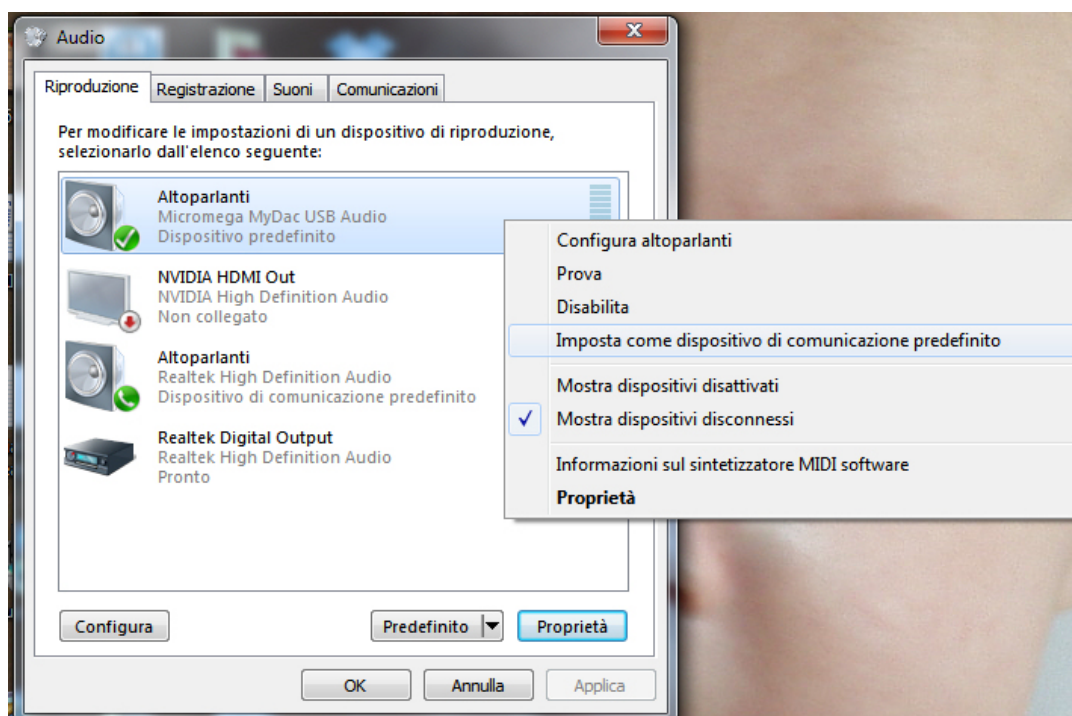 Audio
Riproduzione
Registrazione
Suoni
Comunicazioni
Per modificare le impostazioni di un dispositivo di riproduzione,
selezionarlo dall'elenco seguente:
Altoparlanti
Micromega MyDac USB Audio
Dispositivo predefinito
NVIDIA HDMI Out
NVIDIA High Definition Audio
Non collegato
Altoparlanti
Realtek High Definition Audio
Dispositivo di comunicazione predefinito
Realtek Digital Output
Realtek High Definition Audio
Pronto
Configura altoparlanti
Prova
Disabilita
Imposta come dispositivo di comunicazione predefinito
Mostra dispositivi disattivati
Mostra dispositivi disconnessi
Informazioni sul sintetizzatore MIDI software
Proprietà
Configura
Predefinito
Proprietà
OK
Annulla
Applica